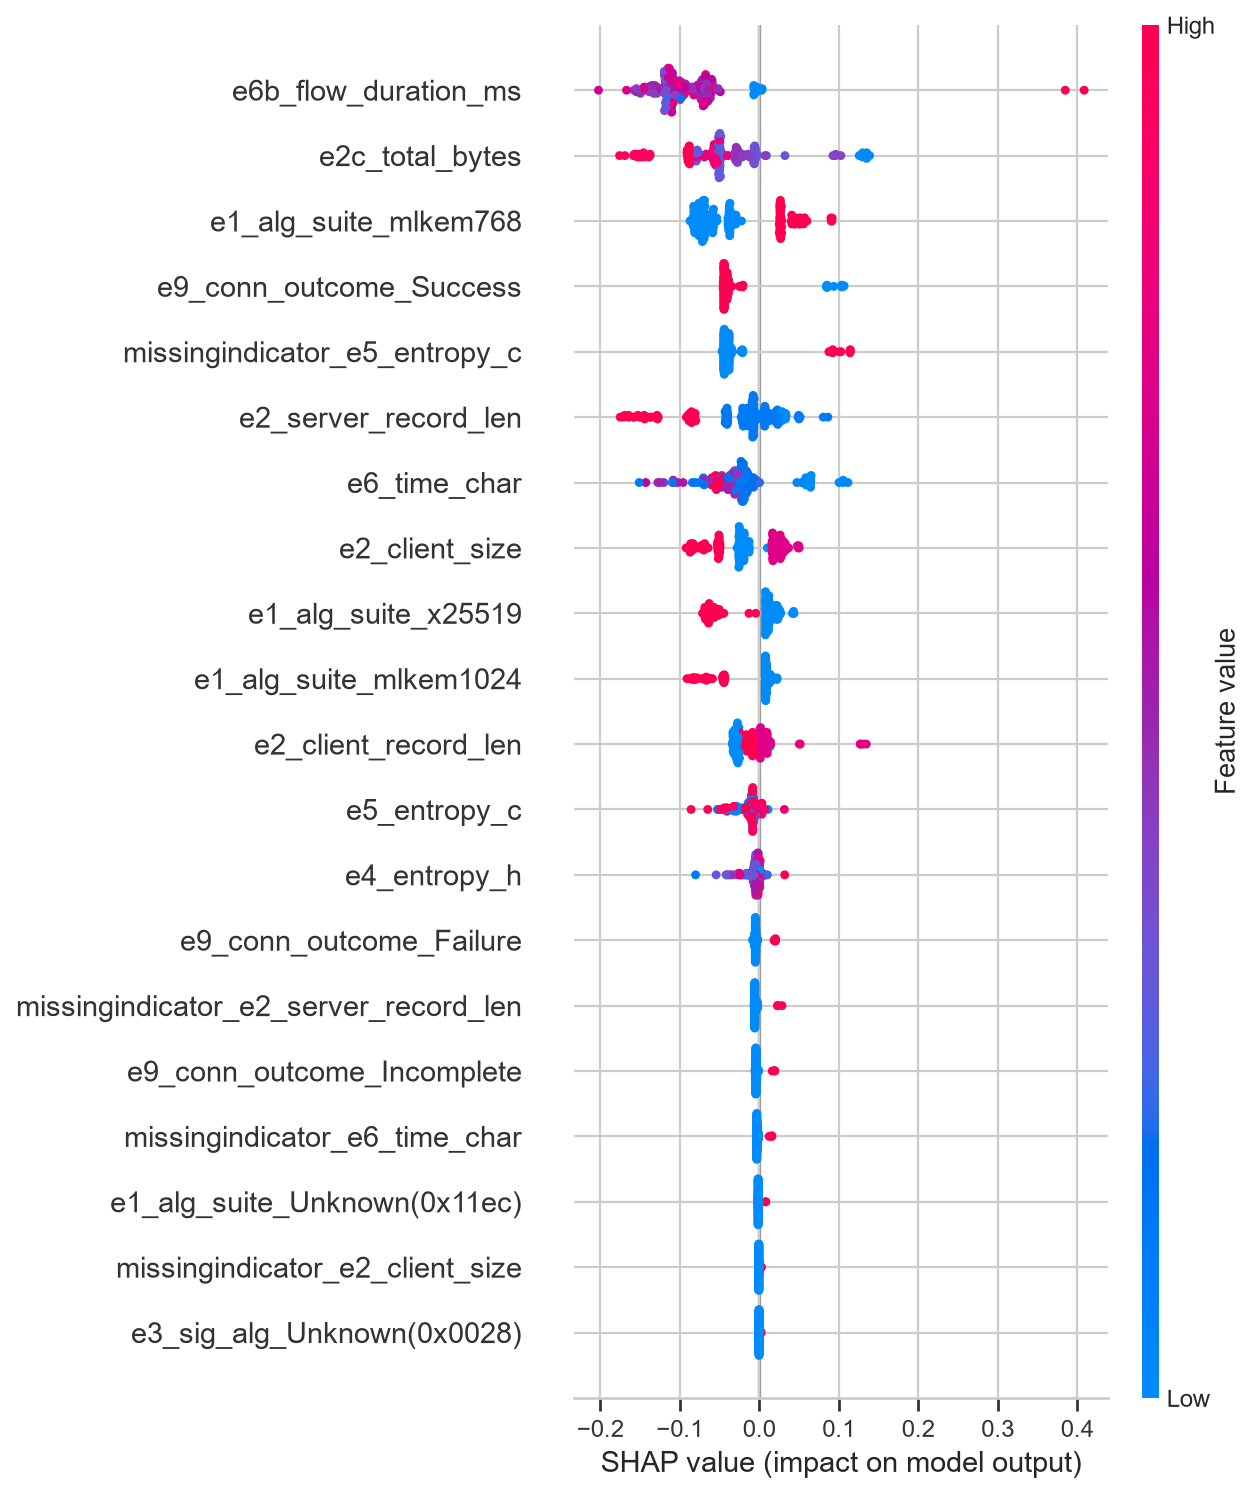 High
e6b_flow_duration_ms
e2c_total_bytes
e1_alg_suite_mlkem768
e9_conn_outcome_Success
missingindicator_e5_entropy_c
e2_server_record_len
e6_time_char
e2_client_size
e1_alg_suite_x25519
e1_alg_suite_mlkem1024
e2_client_record_len
e5_entropy_c
e4_entropy_h
e9_conn_outcome_Failure
missingindicator_e2_server_record_len
e9_conn_outcome_Incomplete
missingindicator_e6_time_char
e1_alg_suite_Unknown(0x11ec)
missingindicator_e2_client_size
e3_sig_alg_Unknown(0x0028)
Feature value
Low
−0.2 −0.1 0.0 0.1 0.2 0.3 0.4
SHAP value (impact on model output)